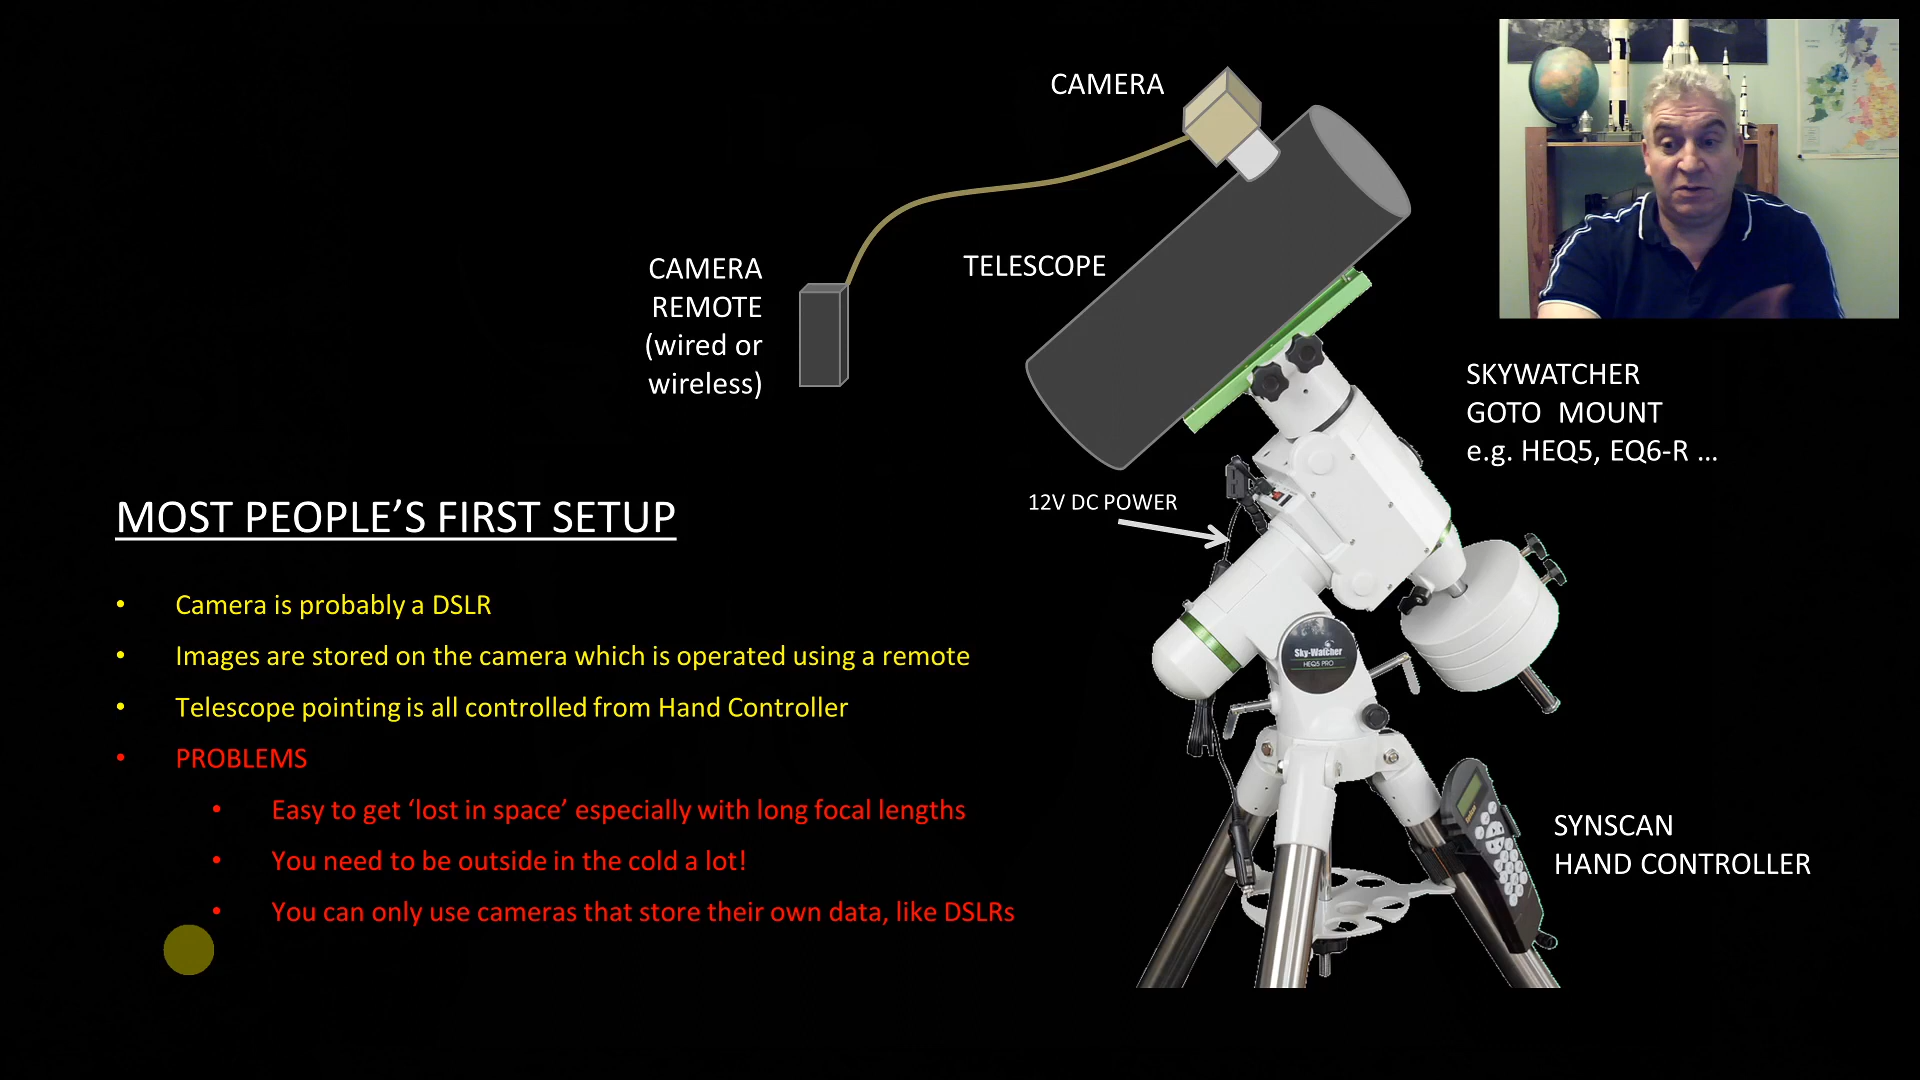 CAMERA
TELESCOPE
CAMERA
REMOTE
(wired or
wireless)
SKYWATCHER
GOTO MOUNT
e.g. HEQ5, EQ6-R ...
12V DC POWER
MOST PEOPLE’S FIRST SETUP
• Camera is probably a DSLR
• Images are stored on the camera which is operated using a remote
• Telescope pointing is all controlled from Hand Controller
• PROBLEMS
• Easy to get ‘lost in space’ especially with long focal lengths
• You need to be outside in the cold a lot!
• You can only use cameras that store their own data, like DSLRs
Sky-Watcher
HEQ5 PRO
SYNSCAN
HAND CONTROLLER